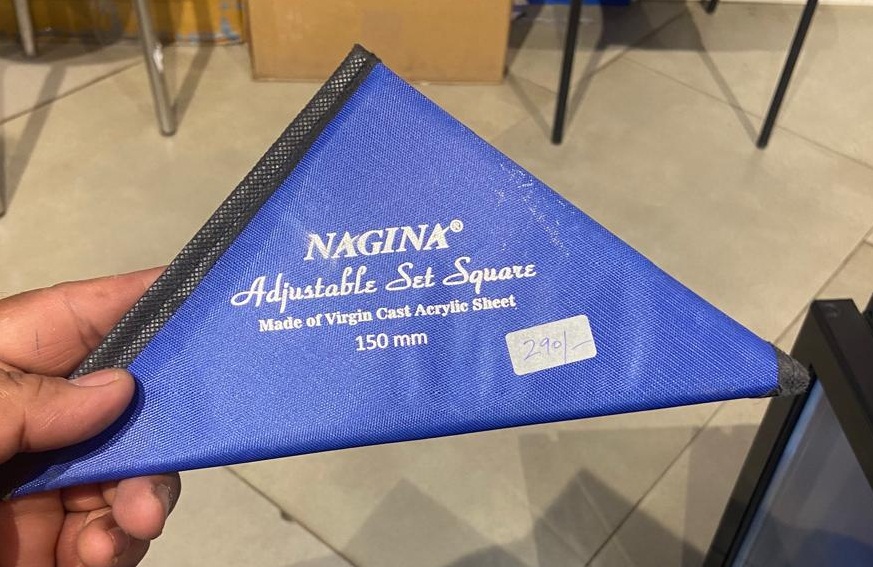 NAGINA®
Adjustable Set Square
Made of Virgin Cast Acrylic Sheet
150 mm
290/-